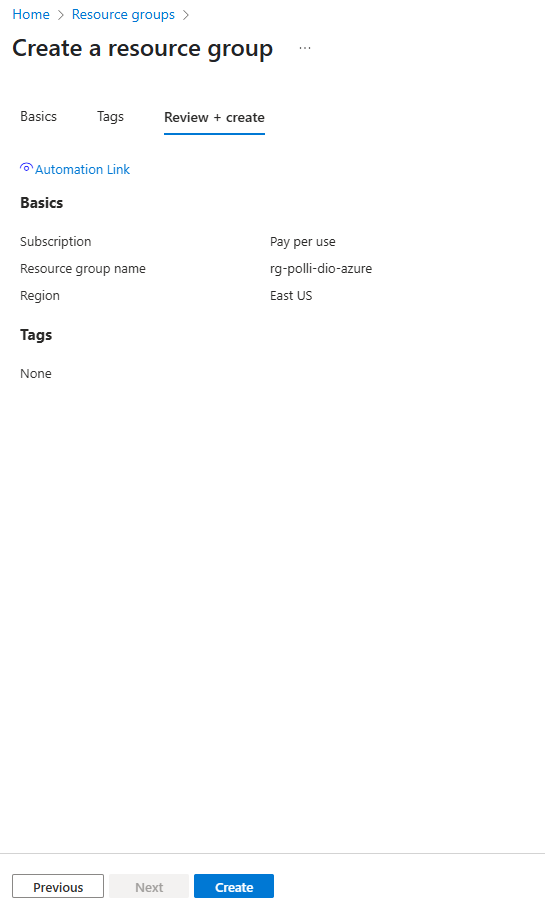 Home > Resource groups >
Create a resource group ...
Basics Tags Review + create
Automation Link
Basics
Subscription Pay per use
Resource group name rg-polli-dio-azure
Region East US
Tags
None
Previous Next Create